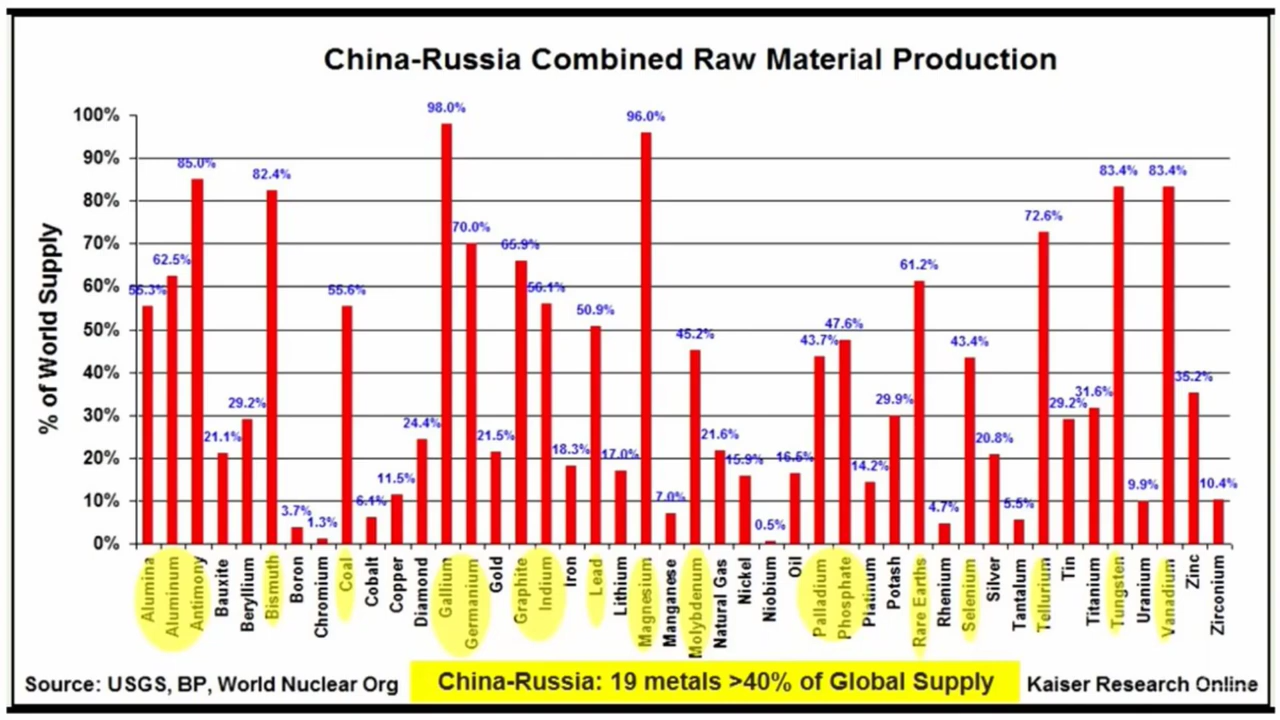 China-Russia Combined Raw Material Production
% of World Supply
100%
90%
80%
70%
60%
50%
40%
30%
20%
10%
0%
55.3%
62.5%
85.0%
21.1%
29.2%
82.4%
3.7%
1.3%
55.6%
6.1%
11.5%
24.4%
98.0%
70.0%
21.5%
65.9%
56.1%
18.3%
50.9%
17.0%
96.0%
7.0%
45.2%
21.6%
15.9%
0.5%
16.5%
43.7%
47.6%
14.2%
29.9%
61.2%
4.7%
43.4%
20.8%
5.5%
72.6%
29.2%
31.6%
83.4%
9.9%
83.4%
35.2%
10.4%
Alumina
Aluminum
Antimony
Bauxite
Beryllium
Bismuth
Boron
Chromium
Coal
Cobalt
Copper
Diamond
Gallium
Germanium
Gold
Graphite
Indium
Iron
Lead
Lithium
Magnesium
Manganese
Molybdenum
Natural Gas
Nickel
Niobium
Oil
Palladium
Phosphate
Platinum
Potash
Rare Earths
Rhenium
Selenium
Silver
Tantalum
Tellurium
Tin
Titanium
Tungsten
Uranium
Vanadium
Zinc
Zirconium
Source: USGS, BP, World Nuclear Org
China-Russia: 19 metals >40% of Global Supply
Kaiser Research Online